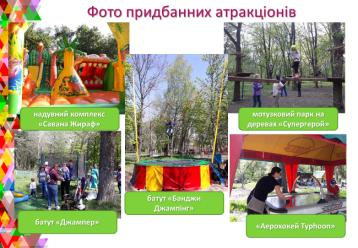 Фото придбанних атракціонів
надувний комплекс
«Савана Жираф»
мотузковий парк на
деревах «Супергерой»
батут «Джампер»
батут «Банджи
Джампінг»
«Аерохокей Typhoon»